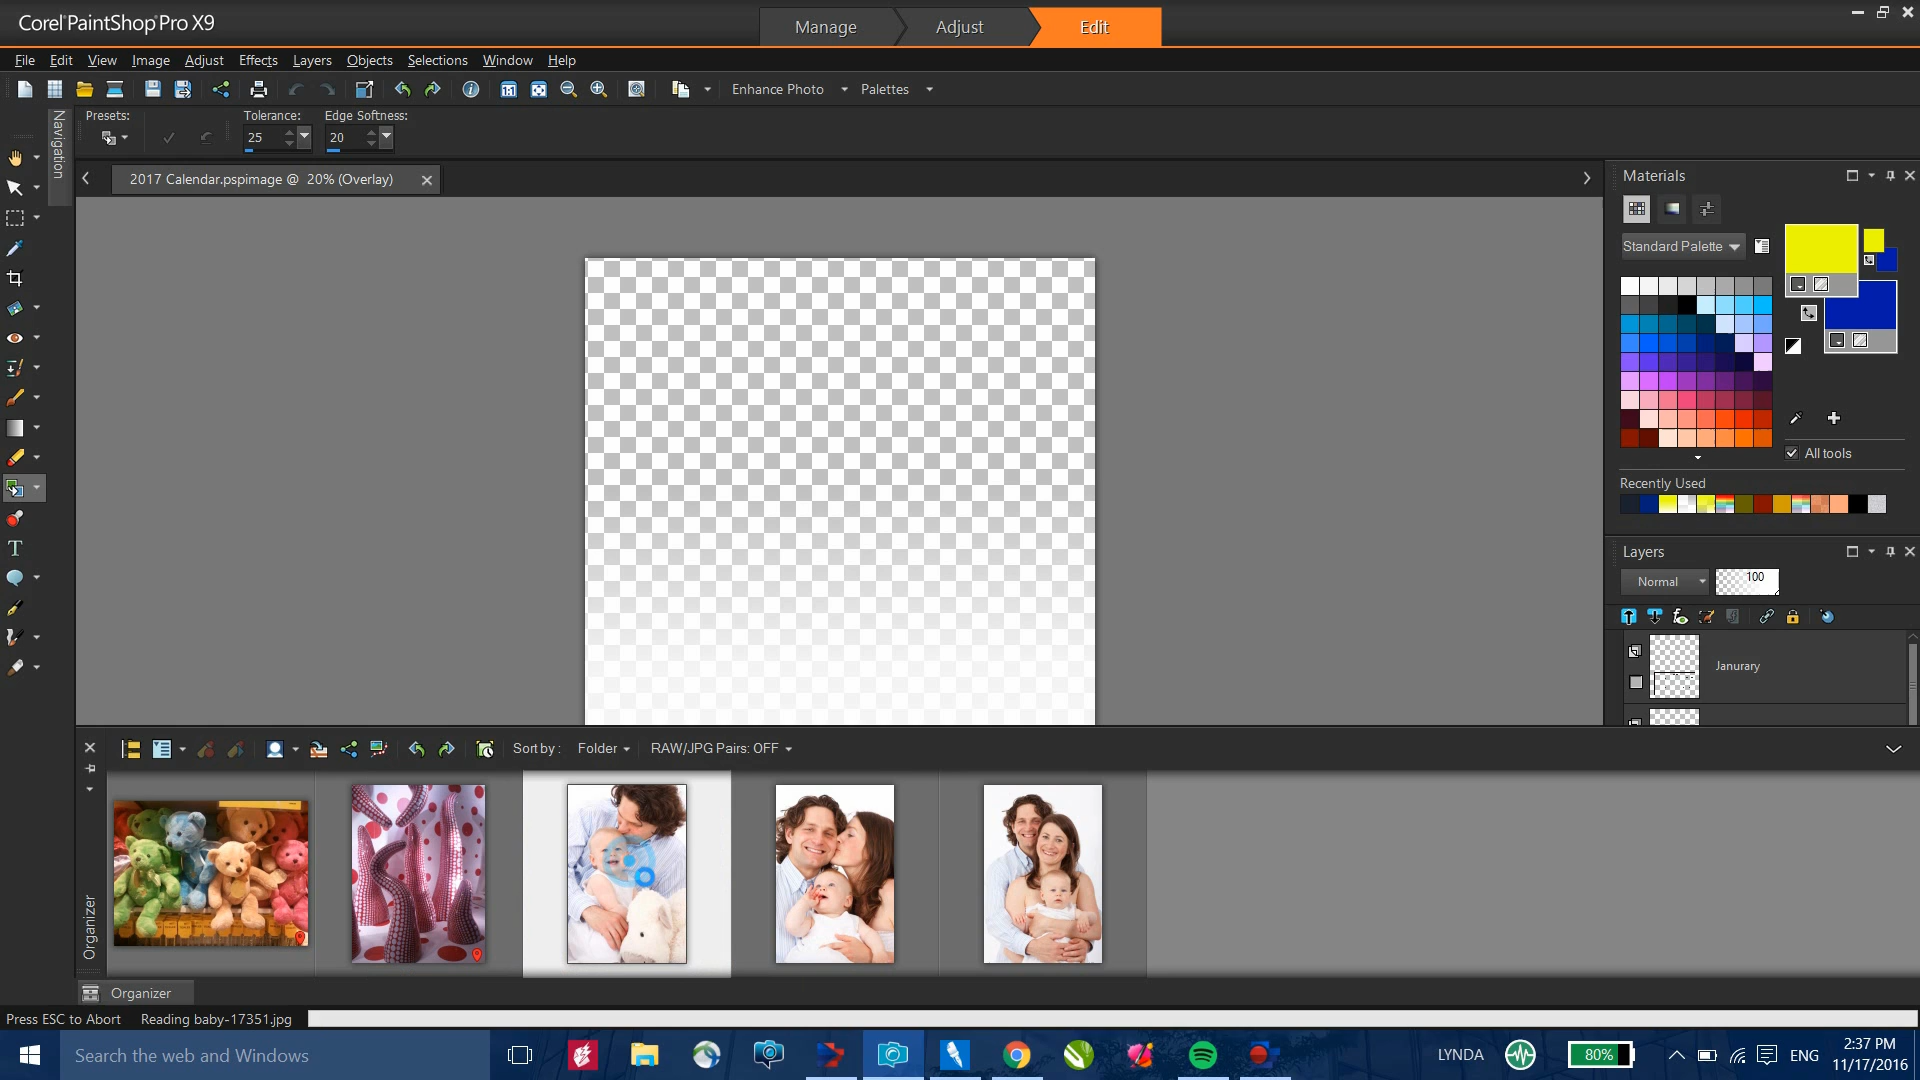 Corel PaintShop Pro X9
Manage
Adjust
Edit
File Edit View Image Adjust Effects Layers Objects Selections Window Help
Enhance Photo
Palettes
Navigation
Presets:
Tolerance:
Edge Softness:
25
20
2017 Calendar.pspimage @ 20% (Overlay)
Materials
Standard Palette
All tools
Recently Used
Layers
Normal
100
Janurary
Organizer
Sort by :
Folder
RAW/JPG Pairs: OFF
Organizer
Press ESC to Abort
Reading baby-17351.jpg
Search the web and Windows
LYNDA
80%
ENG
2:37 PM
11/17/2016